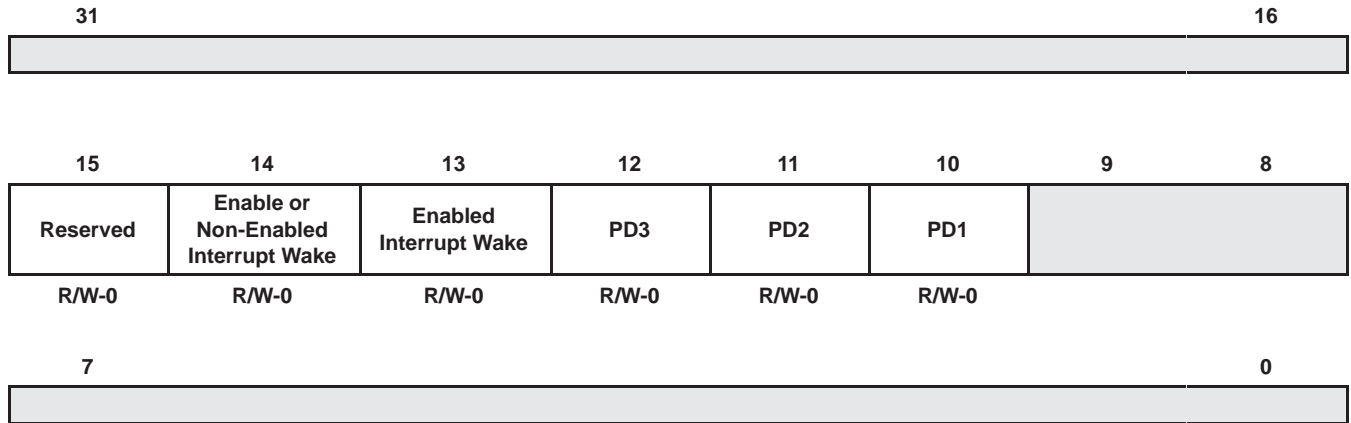 31 16
15 14 13 12 11 10 9 8
Reserved Enable or Non-Enabled Interrupt Wake Enabled Interrupt Wake PD3 PD2 PD1
R/W-0 R/W-0 R/W-0 R/W-0 R/W-0 R/W-0
7 0